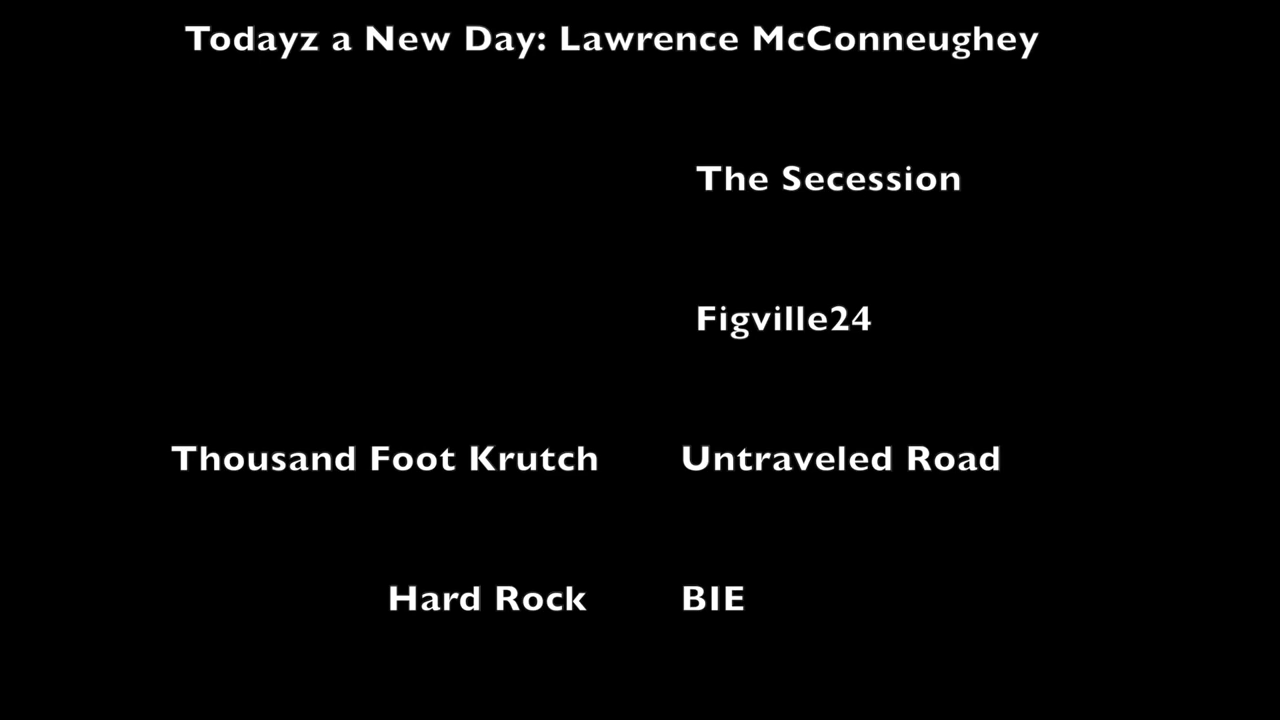 Todayz a New Day: Lawrence McConneughey
The Secession
Figville24
Thousand Foot Krutch Untraveled Road
Hard Rock BIE